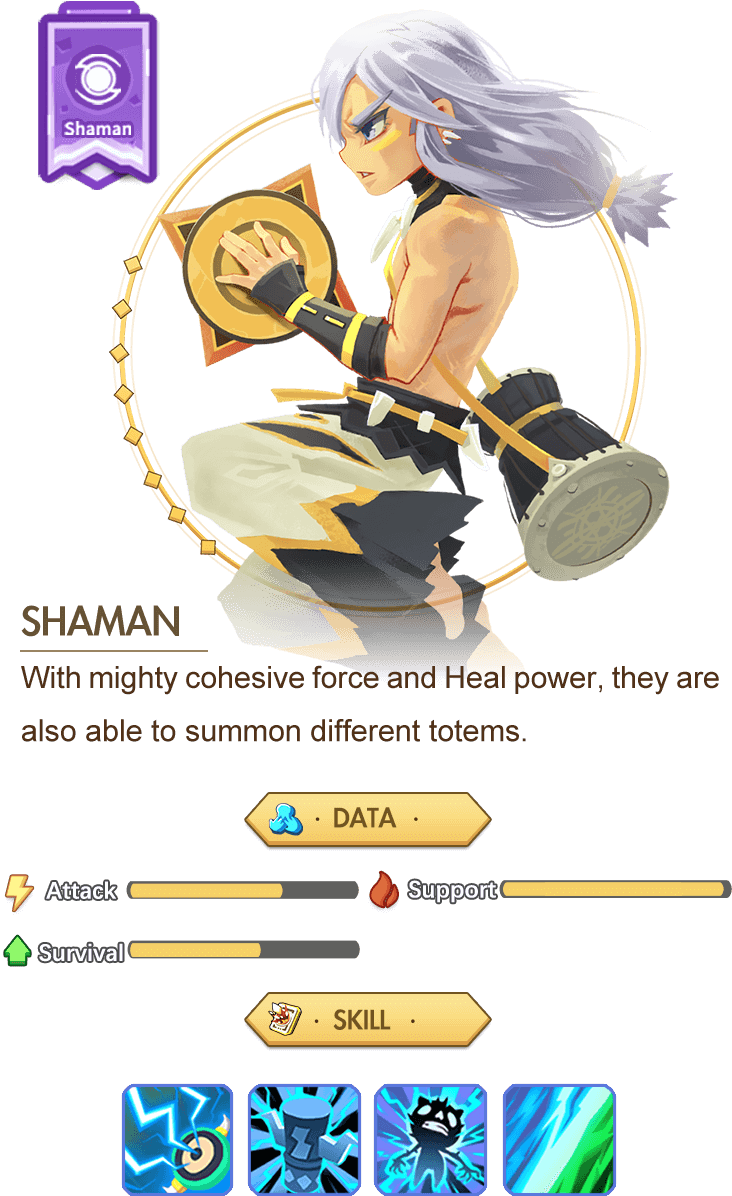 Shaman
SHAMAN
With mighty cohesive force and Heal power, they are
also able to summon different totems.
· DATA ·
Attack
Support
Survival
· SKILL ·